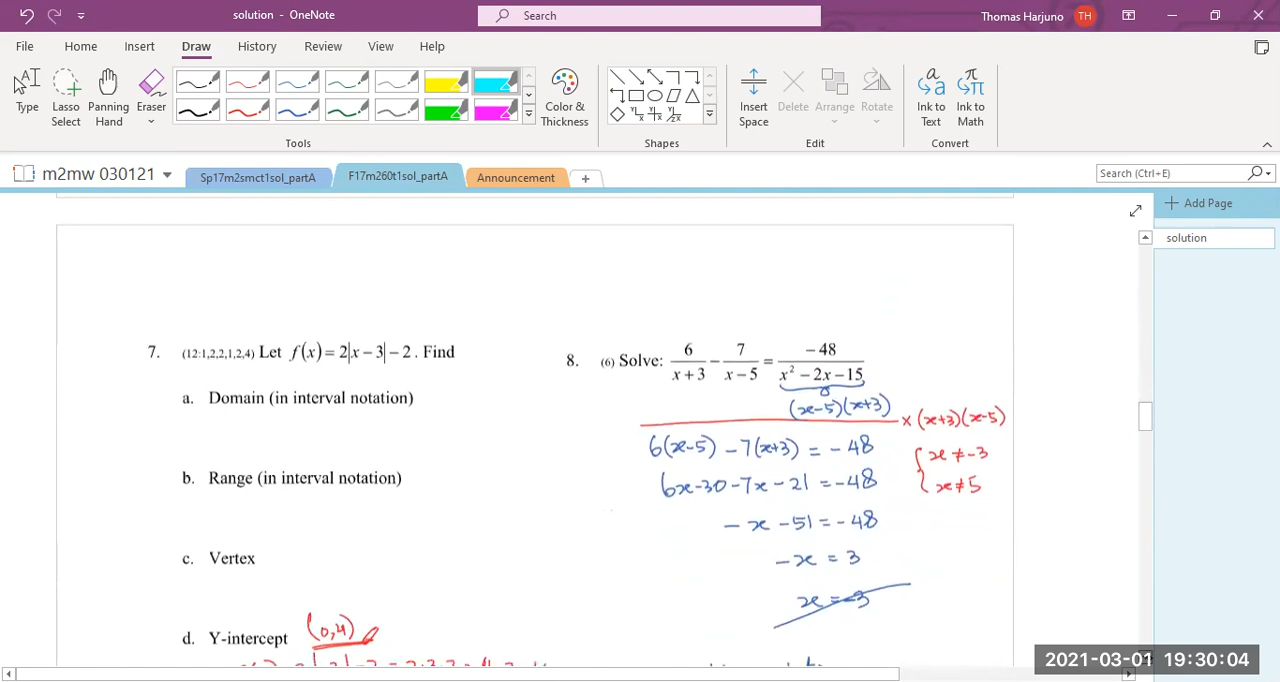 solution - OneNote
Search
Thomas Harjuno TH
File Home Insert Draw History Review View Help
Type
Lasso Select
Panning Hand
Eraser
Color & Thickness
Insert Space
Delete
Arrange
Rotate
Ink to Text
Ink to Math
Tools
Shapes
Edit
Convert
m2mw 030121
Sp17m2smct1sol_partA
F17m260t1sol_partA
Announcement
Search (Ctrl+E)
Add Page
solution
7. (12:1,2,2,1,2,4) Let f(x) = 2|x − 3| − 2. Find
a. Domain (in interval notation)
b. Range (in interval notation)
c. Vertex
d. Y-intercept (0,4)
8. (6) Solve: 6/(x+3) − 7/(x−5) = −48/(x² − 2x − 15)
(x-5)(x+3)
× (x+3)(x-5)
6(x-5) - 7(x+3) = -48
x ≠ -3
6x-30-7x-21 = -48
x ≠ 5
-x -51 = -48
-x = 3
x = -3
2021-03-01 19:30:04